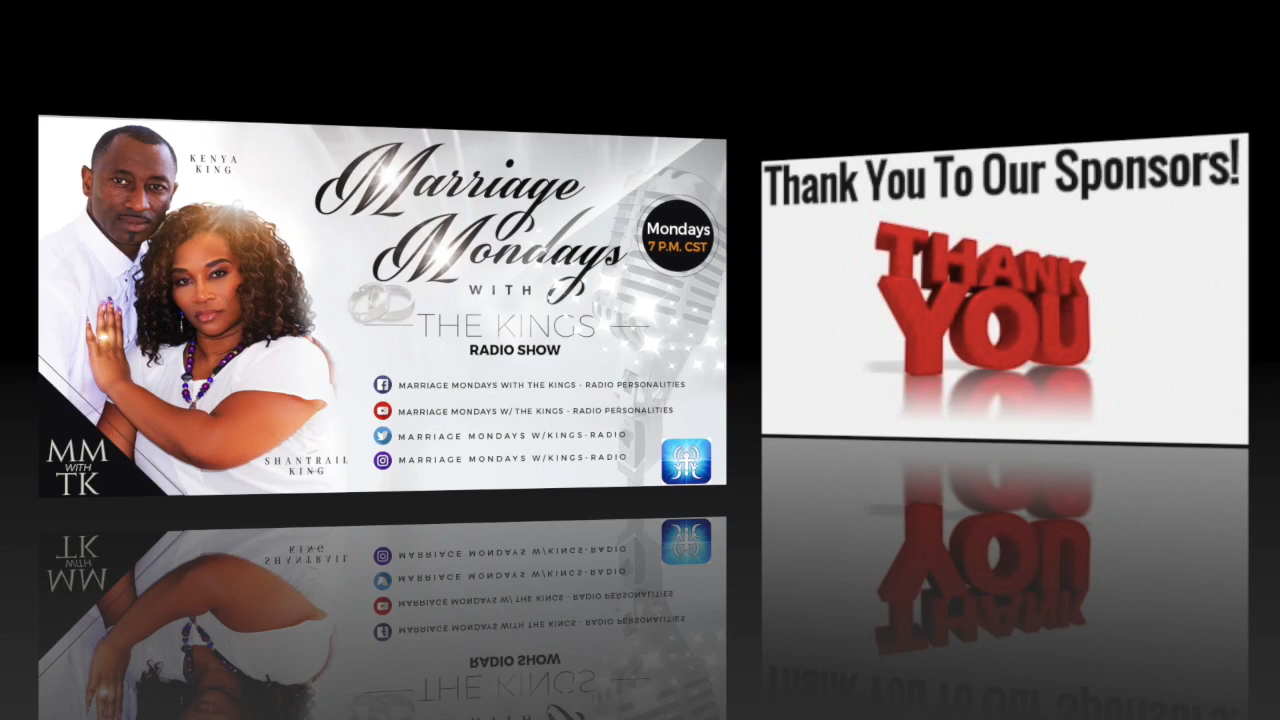 KENYA
KING
Marriage
Mondays
WITH
THE KINGS
RADIO SHOW
Mondays
7 P.M. CST
MARRIAGE MONDAYS WITH THE KINGS - RADIO PERSONALITIES
MARRIAGE MONDAYS W/ THE KINGS - RADIO PERSONALITIES
MARRIAGE MONDAYS W/KINGS-RADIO
MARRIAGE MONDAYS W/KINGS-RADIO
SHANTRAIL
KING
MM
WITH
TK
Thank You To Our Sponsors!
THANK
YOU